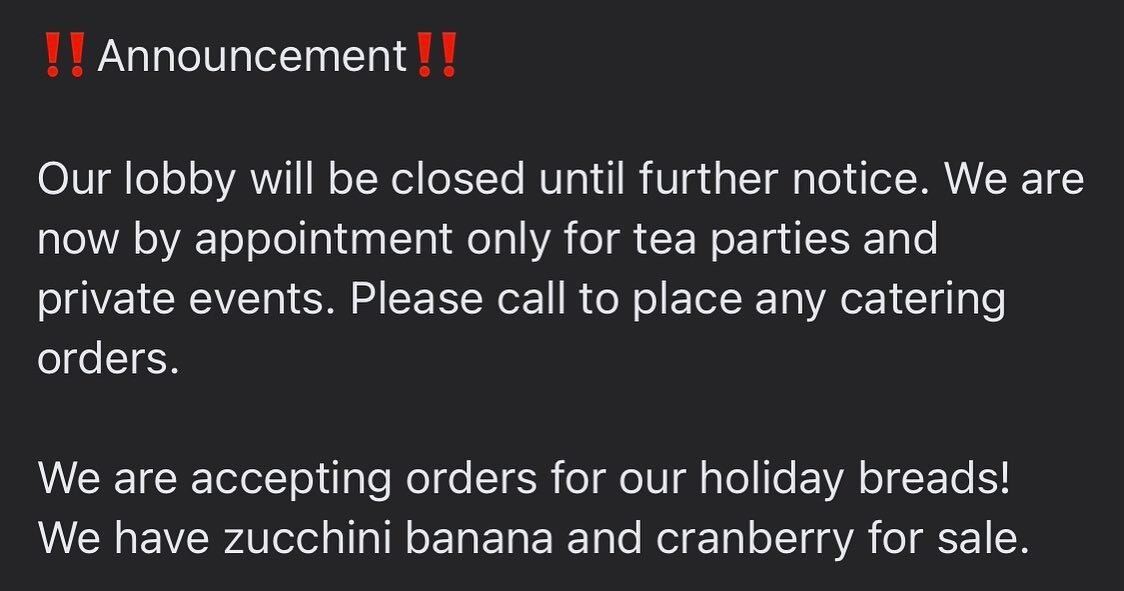 ‼️Announcement‼️
Our lobby will be closed until further notice. We are
now by appointment only for tea parties and
private events. Please call to place any catering
orders.
We are accepting orders for our holiday breads!
We have zucchini banana and cranberry for sale.